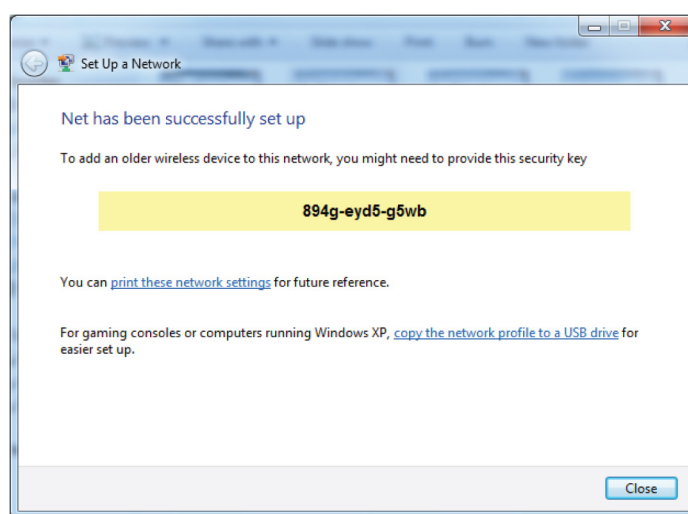 Set Up a Network
Net has been successfully set up
To add an older wireless device to this network, you might need to provide this security key
894g-eyd5-g5wb
You can print these network settings for future reference.
For gaming consoles or computers running Windows XP, copy the network profile to a USB drive for
easier set up.
Close